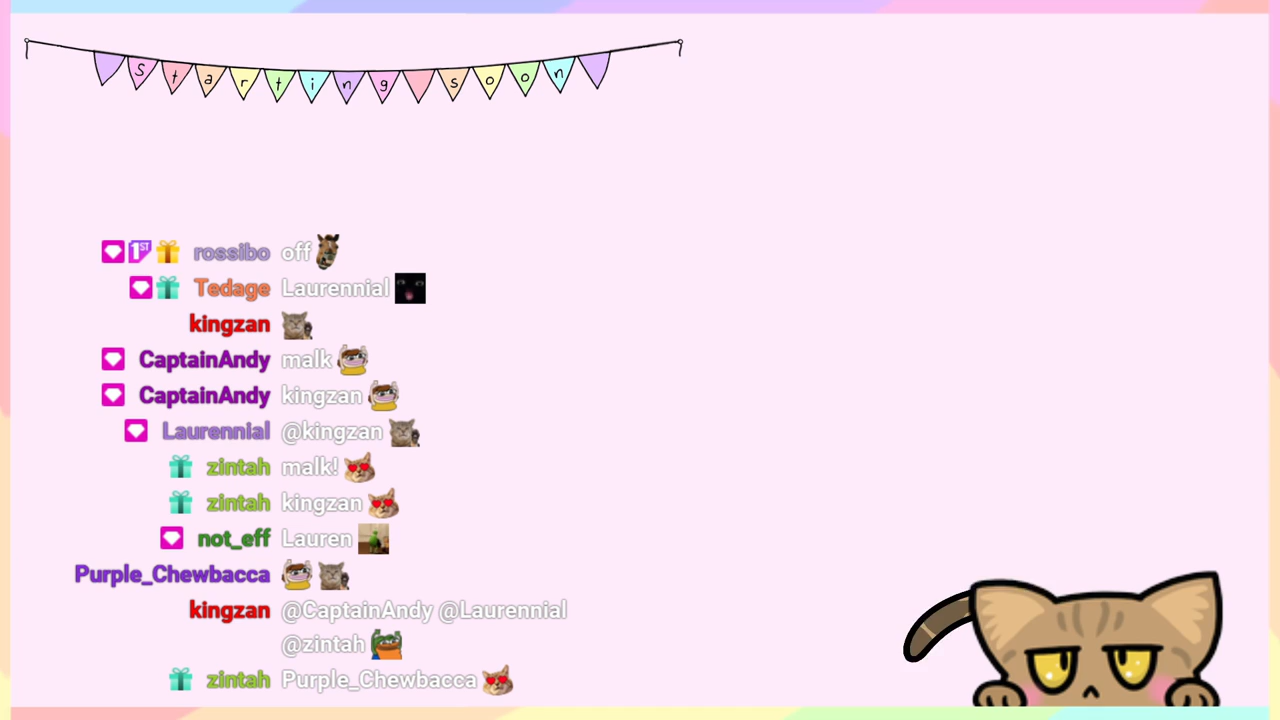 Starting soon
1ST rossibo off
Tedage Laurennial
kingzan
CaptainAndy malk
CaptainAndy kingzan
Laurennial @kingzan
zintah malk!
zintah kingzan
not_eff Lauren
Purple_Chewbacca
kingzan @CaptainAndy @Laurennial
@zintah
zintah Purple_Chewbacca